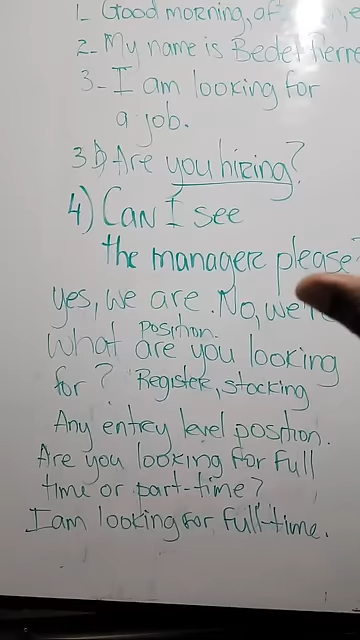 1- Good morning,
2- My name is Bedel
3- I am looking for
a job.
3b) Are you hiring?
4) Can I see
the manager please?
yes, we are. No, we're
position.
What are you looking
for? Register, stocking
Any entry level position.
Are you looking for full
time or part-time?
I am looking for full-time.